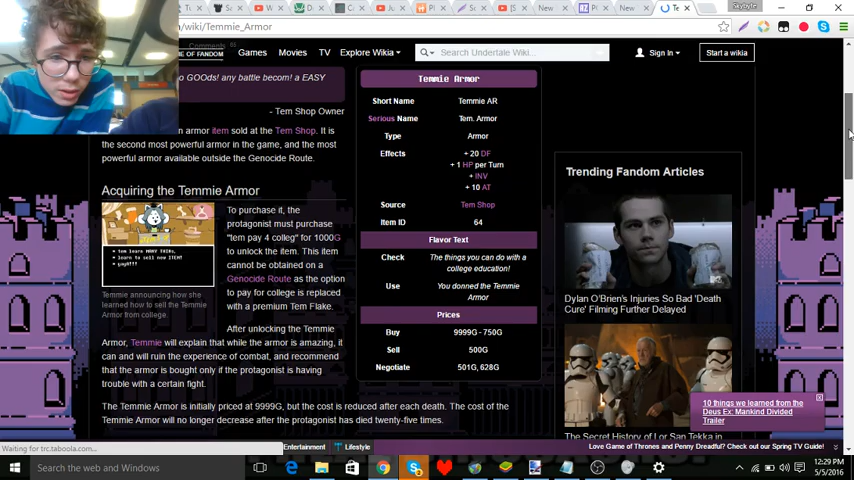 New
New
Te
Skybyte
wiki/Temmie_Armor
OF FANDOM
Games Movies TV Explore Wikia
Search Undertale Wiki...
Sign In
Start a wikia
o GOods! any battle becom! a EASY
- Tem Shop Owner
n armor item sold at the Tem Shop. It is
the second most powerful armor in the game, and the most
powerful armor available outside the Genocide Route.
Acquiring the Temmie Armor
To purchase it, the
protagonist must purchase
"tem pay 4 colleg" for 1000G
to unlock the item. This item
cannot be obtained on a
Genocide Route as the option
to pay for college is replaced
with a premium Tem Flake.
Temmie announcing how she
learned how to sell the Temmie
Armor from college.
After unlocking the Temmie
Armor, Temmie will explain that while the armor is amazing, it
can and will ruin the experience of combat, and recommend
that the armor is bought only if the protagonist is having
trouble with a certain fight.
The Temmie Armor is initially priced at 9999G, but the cost is reduced after each death. The cost of
the Temmie Armor will no longer decrease after the protagonist has died twenty-five times.
Temmie Armor
Short Name Temmie AR
Serious Name Tem. Armor
Type Armor
Effects + 20 DF
+ 1 HP per Turn
+ INV
+ 10 AT
Source Tem Shop
Item ID 64
Flavor Text
Check The things you can do with a
college education!
Use You donned the Temmie
Armor
Prices
Buy 9999G - 750G
Sell 500G
Negotiate 501G, 628G
Trending Fandom Articles
Dylan O'Brien's Injuries So Bad 'Death
Cure' Filming Further Delayed
The Secret History of Lor San Tekka in
10 things we learned from the
Deus Ex: Mankind Divided
Trailer
Waiting for trc.taboola.com...
Entertainment
Lifestyle
Love Game of Thrones and Penny Dreadful? Check out our Spring TV Guide!
Search the web and Windows
12:29 PM
5/5/2016